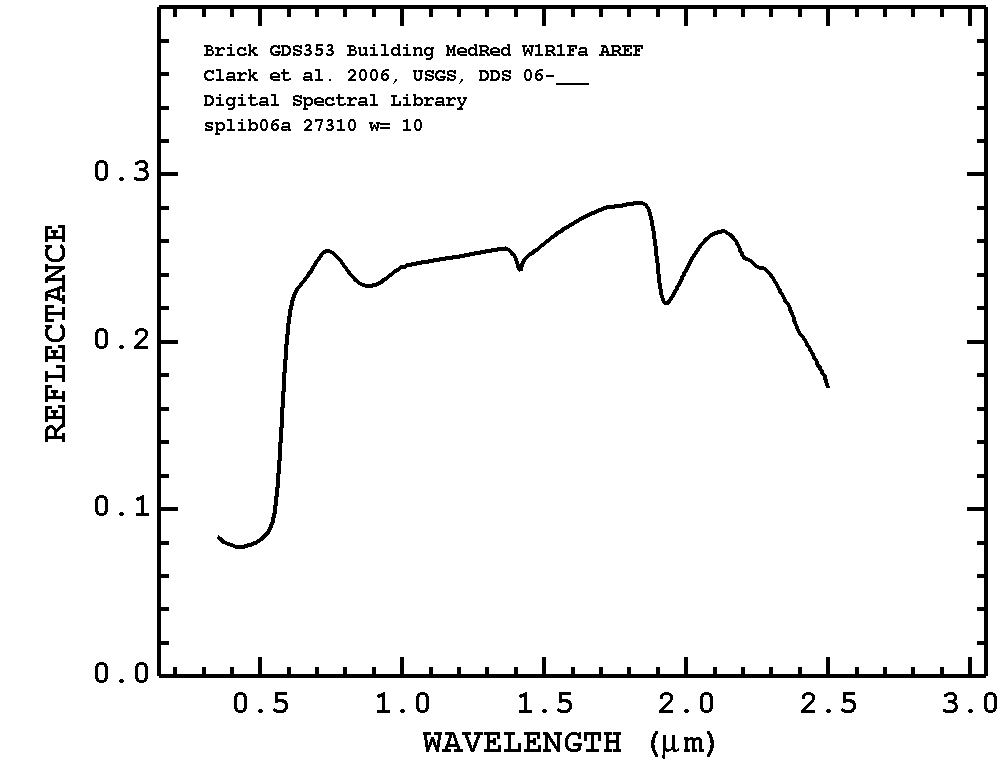 Brick GDS353 Building MedRed W1R1Fa AREF
Clark et al. 2006, USGS, DDS 06-___
Digital Spectral Library
splib06a 27310 w= 10
0.3
0.2
0.1
0.0
REFLECTANCE
0.5 1.0 1.5 2.0 2.5 3.0
WAVELENGTH (μm)